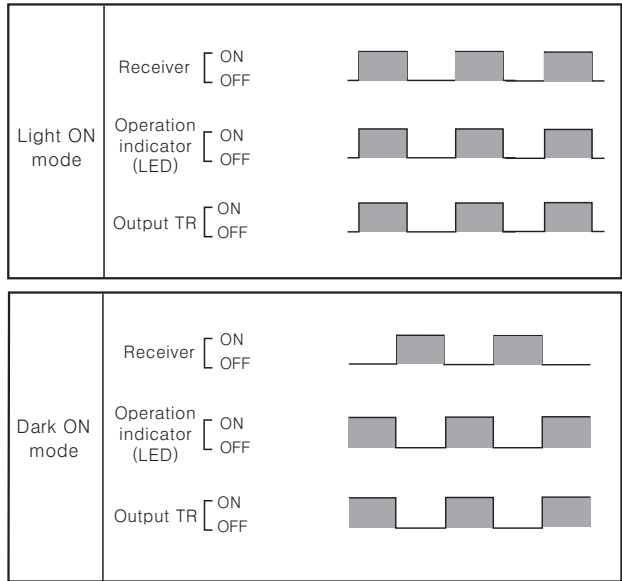 Light ON
mode
Receiver
ON
OFF
Operation
indicator
(LED)
ON
OFF
Output TR
ON
OFF
Dark ON
mode
Receiver
ON
OFF
Operation
indicator
(LED)
ON
OFF
Output TR
ON
OFF